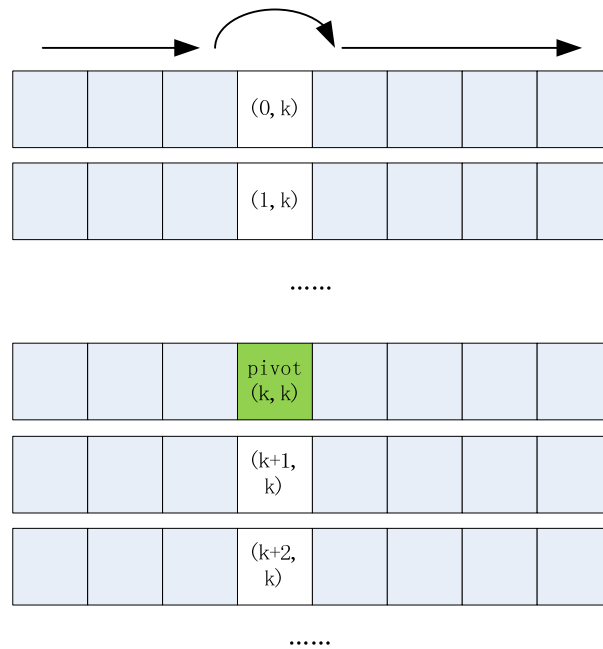 (0, k)
(1, k)
......
pivot
(k, k)
(k+1,
k)
(k+2,
k)
......